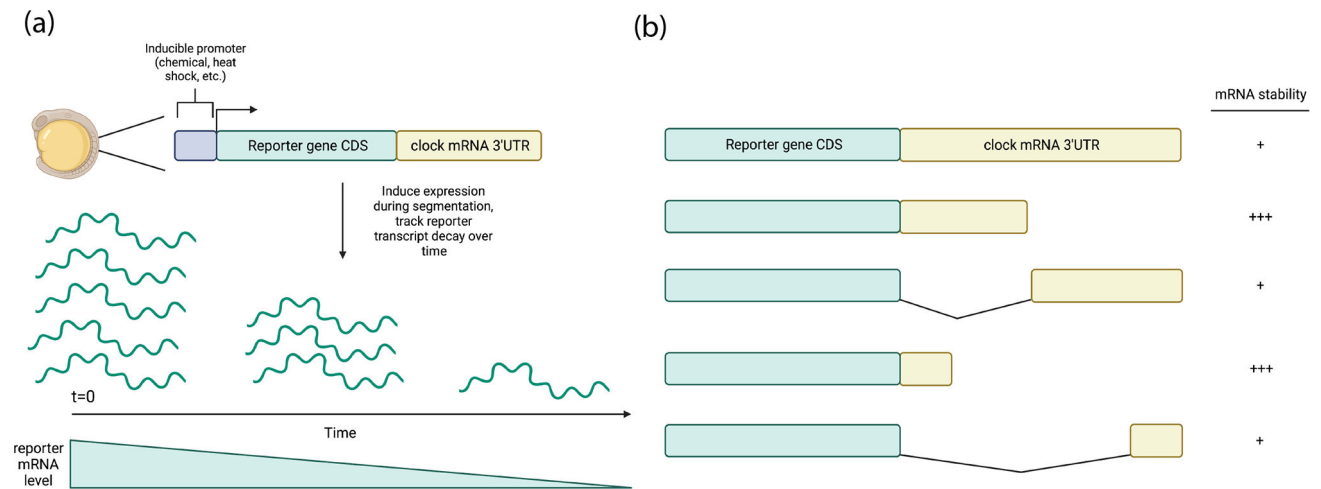 (a)
Inducible promoter
(chemical, heat
shock, etc.)
Reporter gene CDS
clock mRNA 3'UTR
Induce expression
during segmentation,
track reporter
transcript decay over
time
t=0
Time
reporter
mRNA
level
(b)
mRNA stability
Reporter gene CDS
clock mRNA 3'UTR
+
+++
+
+++
+